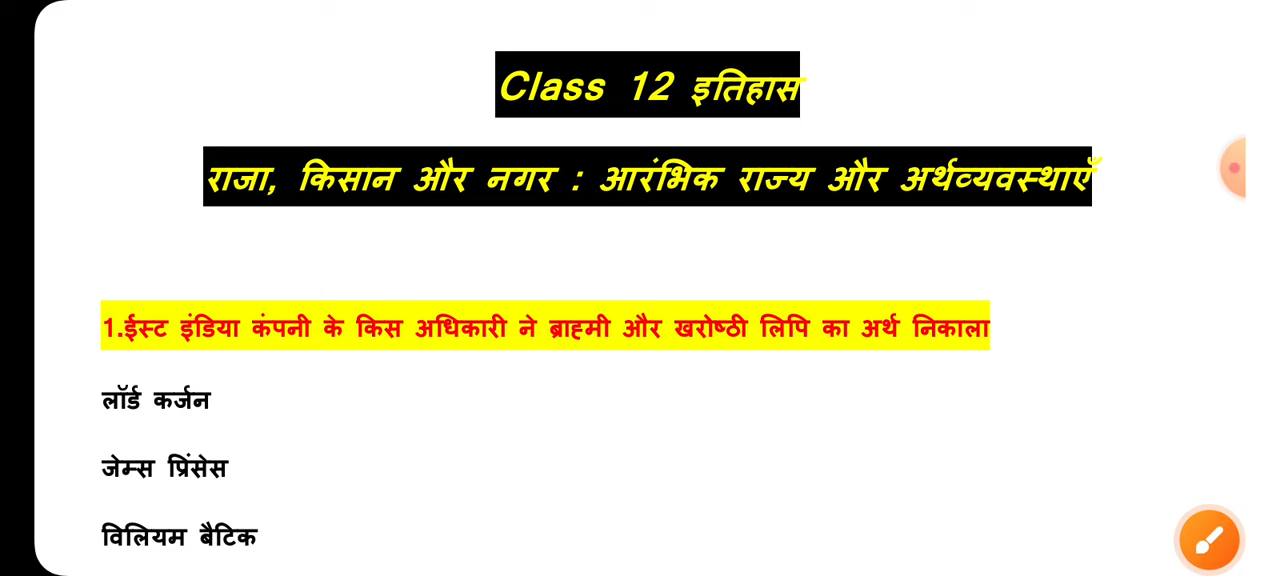 Class 12 इतिहास
राजा, किसान और नगर : आरंभिक राज्य और अर्थव्यवस्थाएँ
1.ईस्ट इंडिया कंपनी के किस अधिकारी ने ब्राह्मी और खरोष्ठी लिपि का अर्थ निकाला
लॉर्ड कर्जन
जेम्स प्रिंसेस
विलियम बैटिक